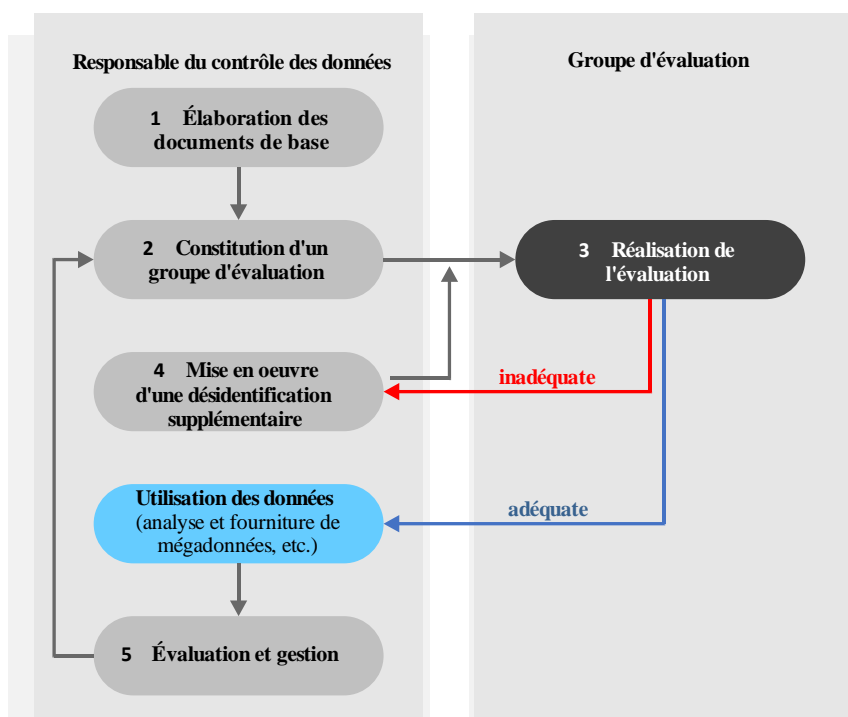 Responsable du contrôle des données
Groupe d'évaluation
1 Élaboration des
documents de base
2 Constitution d'un
groupe d'évaluation
3 Réalisation de
l'évaluation
4 Mise en oeuvre
d'une désidentification
supplémentaire
inadéquate
Utilisation des données
(analyse et fourniture de
mégadonnées, etc.)
adéquate
5 Évaluation et gestion